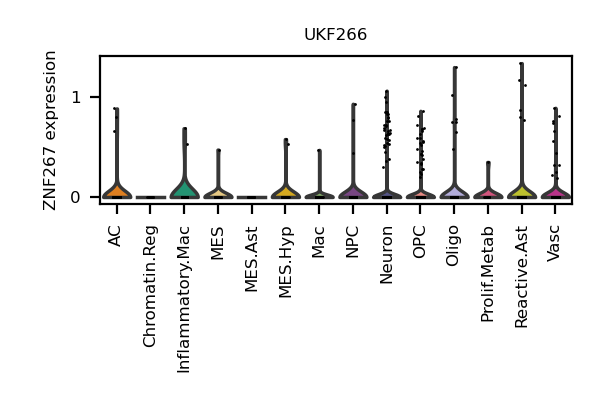 UKF266
ZNF267 expression
1
0
AC
Chromatin.Reg
Inflammatory.Mac
MES
MES.Ast
MES.Hyp
Mac
NPC
Neuron
OPC
Oligo
Prolif.Metab
Reactive.Ast
Vasc